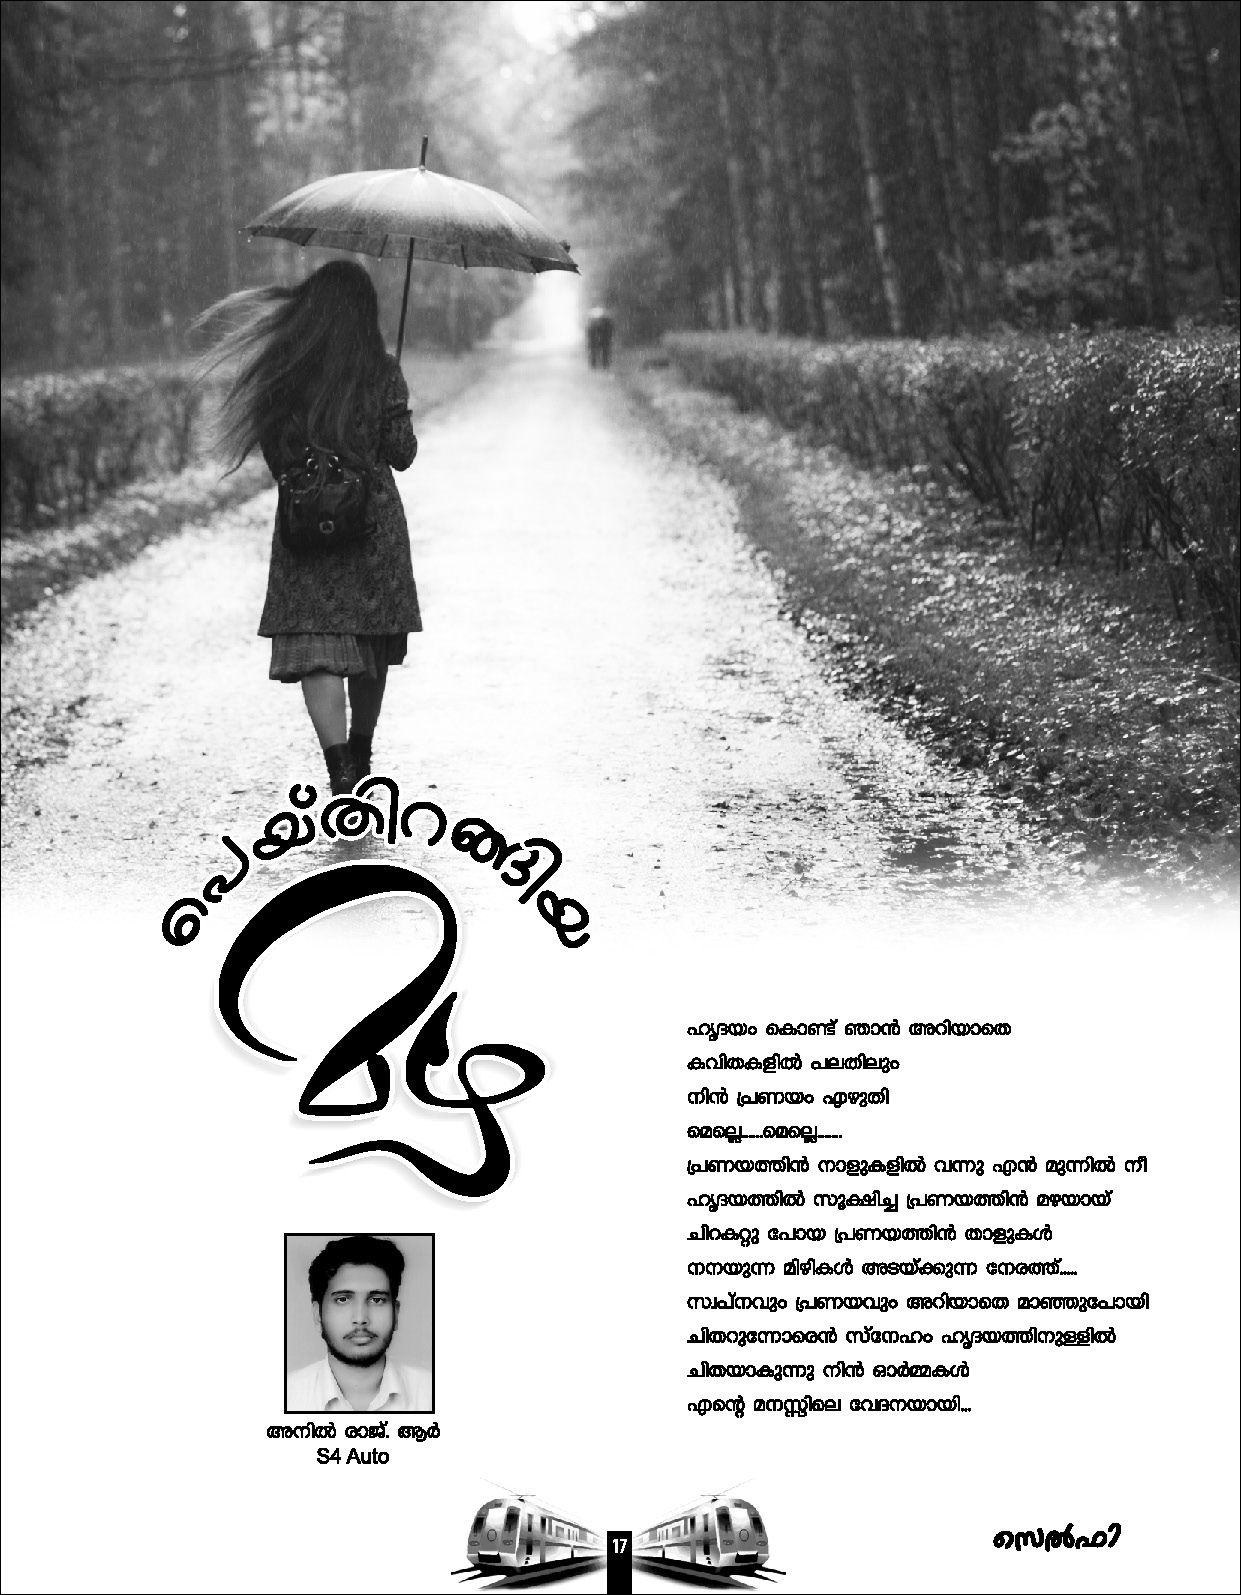 പെയ്തിറങ്ങിയ
മഴ
ഹൃദയം കൊണ്ട് ഞാൻ അറിയാതെ
കവിതകളിൽ പലതിലും
നിൻ പ്രണയം എഴുതി
മെല്ലെ.....മെല്ലെ......
പ്രണയത്തിൻ നാളുകളിൽ വന്നു എൻ മുന്നിൽ നീ
ഹൃദയത്തിൽ സൂക്ഷിച്ച പ്രണയത്തിൻ മഴയായ്
ചിറകറ്റു പോയ പ്രണയത്തിൻ താളുകൾ
നനയുന്ന മിഴികൾ അടയ്ക്കുന്ന നേരത്ത്.....
സ്വപ്നവും പ്രണയവും അറിയാതെ മാഞ്ഞുപോയി
ചിതറുന്നോരെൻ സ്നേഹം ഹൃദയത്തിനുള്ളിൽ
ചിതയാകുന്നു നിൻ ഓർമ്മകൾ
എന്റെ മനസ്സിലെ വേദനയായി...
അനിൽ രാജ്. ആർ
S4 Auto
17
സെൽഫി